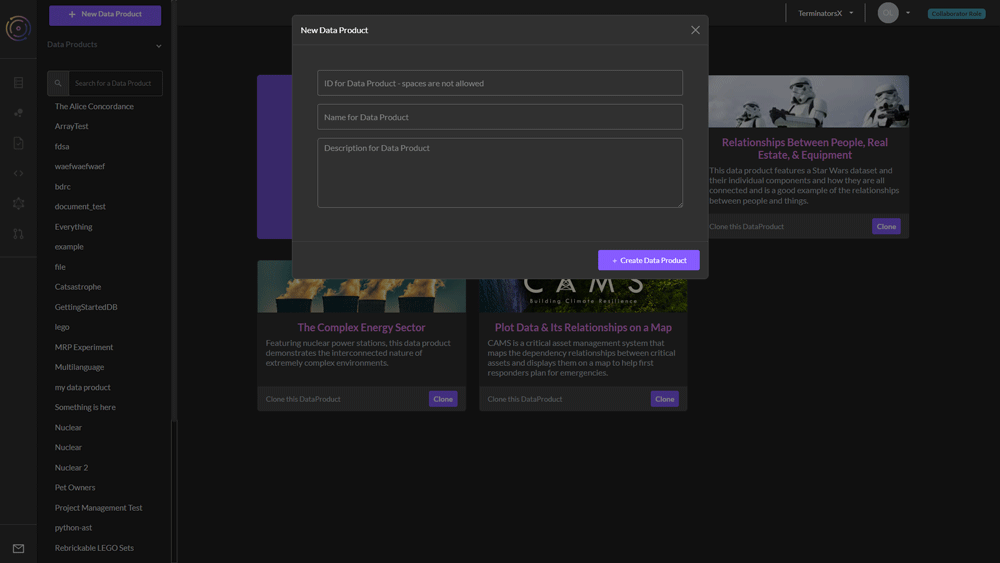 + New Data Product
Data Products
Search for a Data Product
The Alice Concordance
ArrayTest
fdsa
waefwaefwaef
bdrc
document_test
Everything
example
file
Catsastrophe
GettingStartedDB
lego
MRP Experiment
Multilanguage
my data product
Something is here
Nuclear
Nuclear
Nuclear 2
Pet Owners
Project Management Test
python-ast
Rebrickable LEGO Sets
TerminatorsX
OL
Collaborator Role
New Data Product
ID for Data Product - spaces are not allowed
Name for Data Product
Description for Data Product
+ Create Data Product
Relationships Between People, Real
Estate, & Equipment
This data product features a Star Wars dataset and
their individual components and how they are all
connected and is a good example of the relationships
between people and things.
Clone this DataProduct
Clone
The Complex Energy Sector
Featuring nuclear power stations, this data product
demonstrates the interconnected nature of
extremely complex environments.
Clone this DataProduct
Clone
CAMS
Building Climate Resilience
Plot Data & Its Relationships on a Map
CAMS is a critical asset management system that
maps the dependency relationships between critical
assets and displays them on a map to help first
responders plan for emergencies.
Clone this DataProduct
Clone